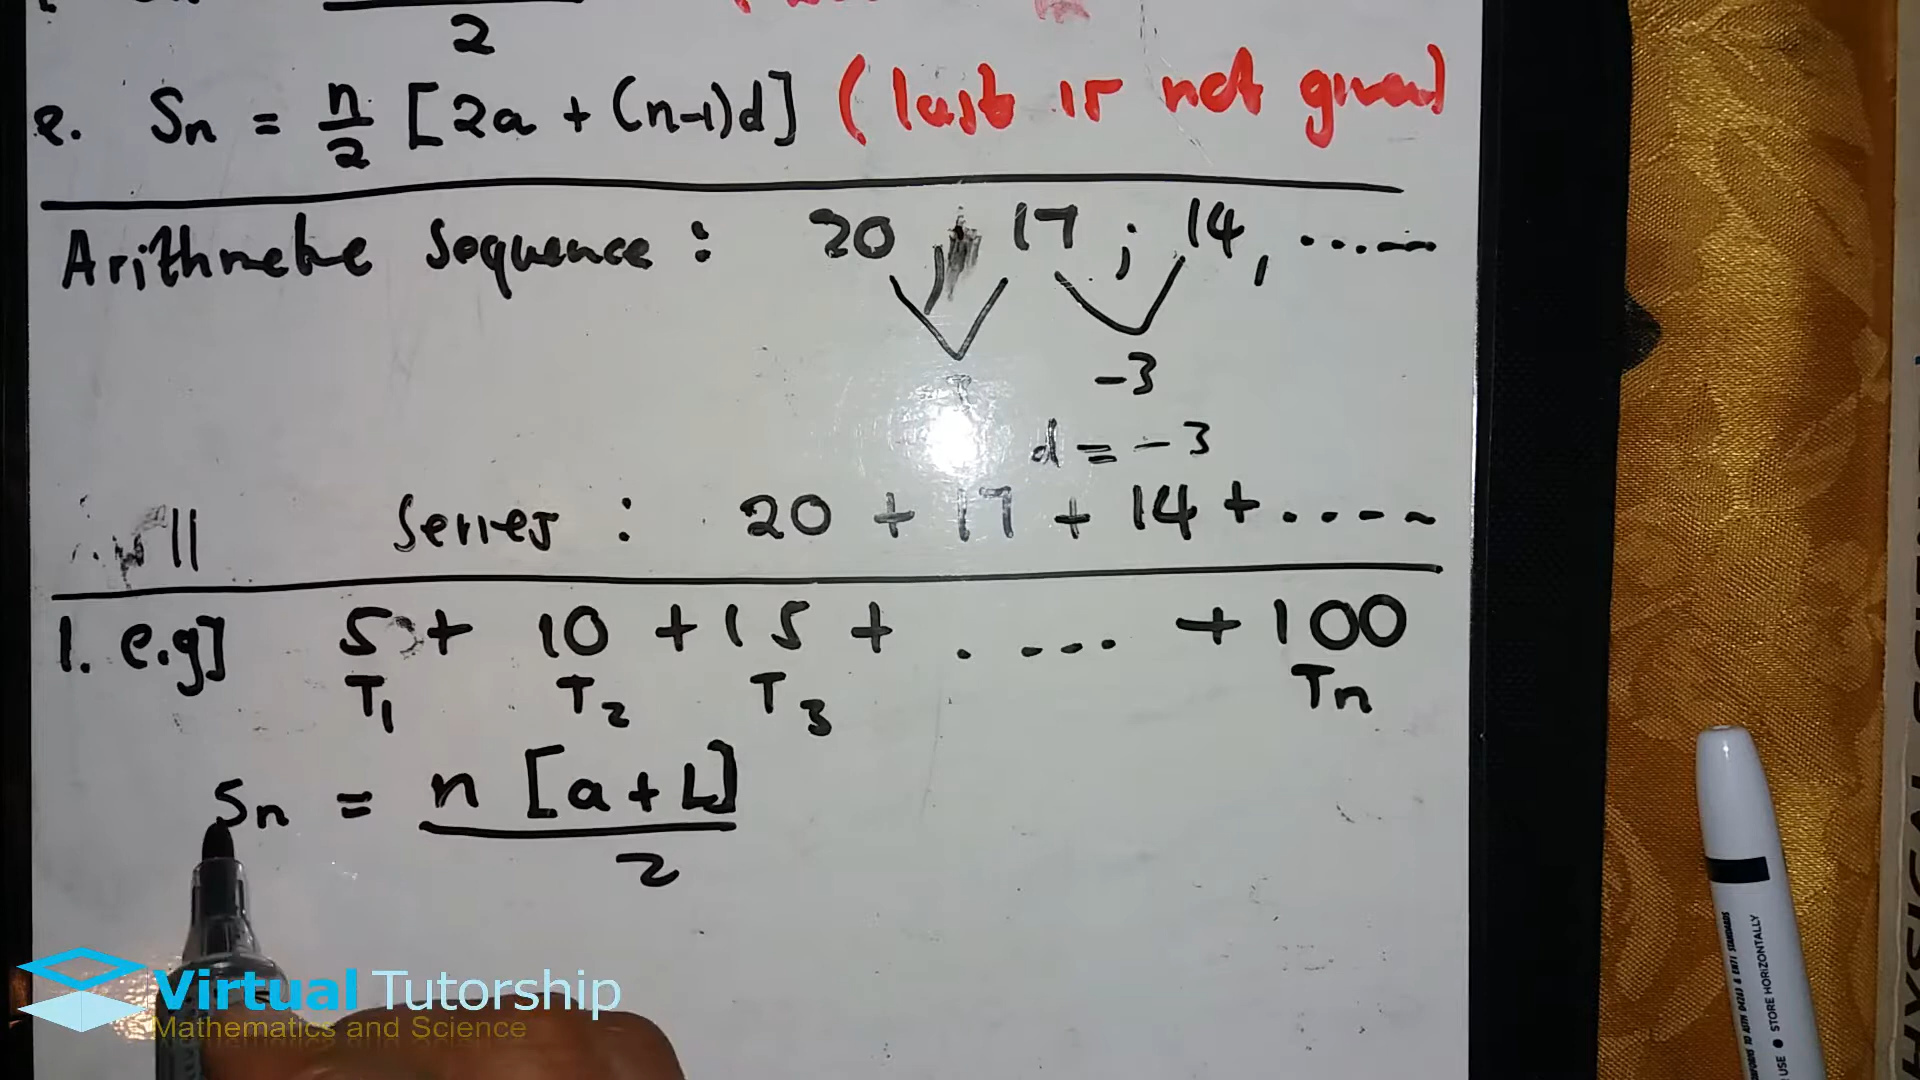 2
e. Sn = n/2 [2a + (n-1)d] (last is not given)
Arithmetic Sequence : 20 , 17 ; 14 , ......
-3
d = -3
11 Series : 20 + 17 + 14 + .....
1. e.g] 5 + 10 + 15 + ..... + 100
T1 T2 T3 Tn
Sn = n [a + L]
2
Virtual Tutorship
Mathematics and Science
STORE HORIZONTALLY